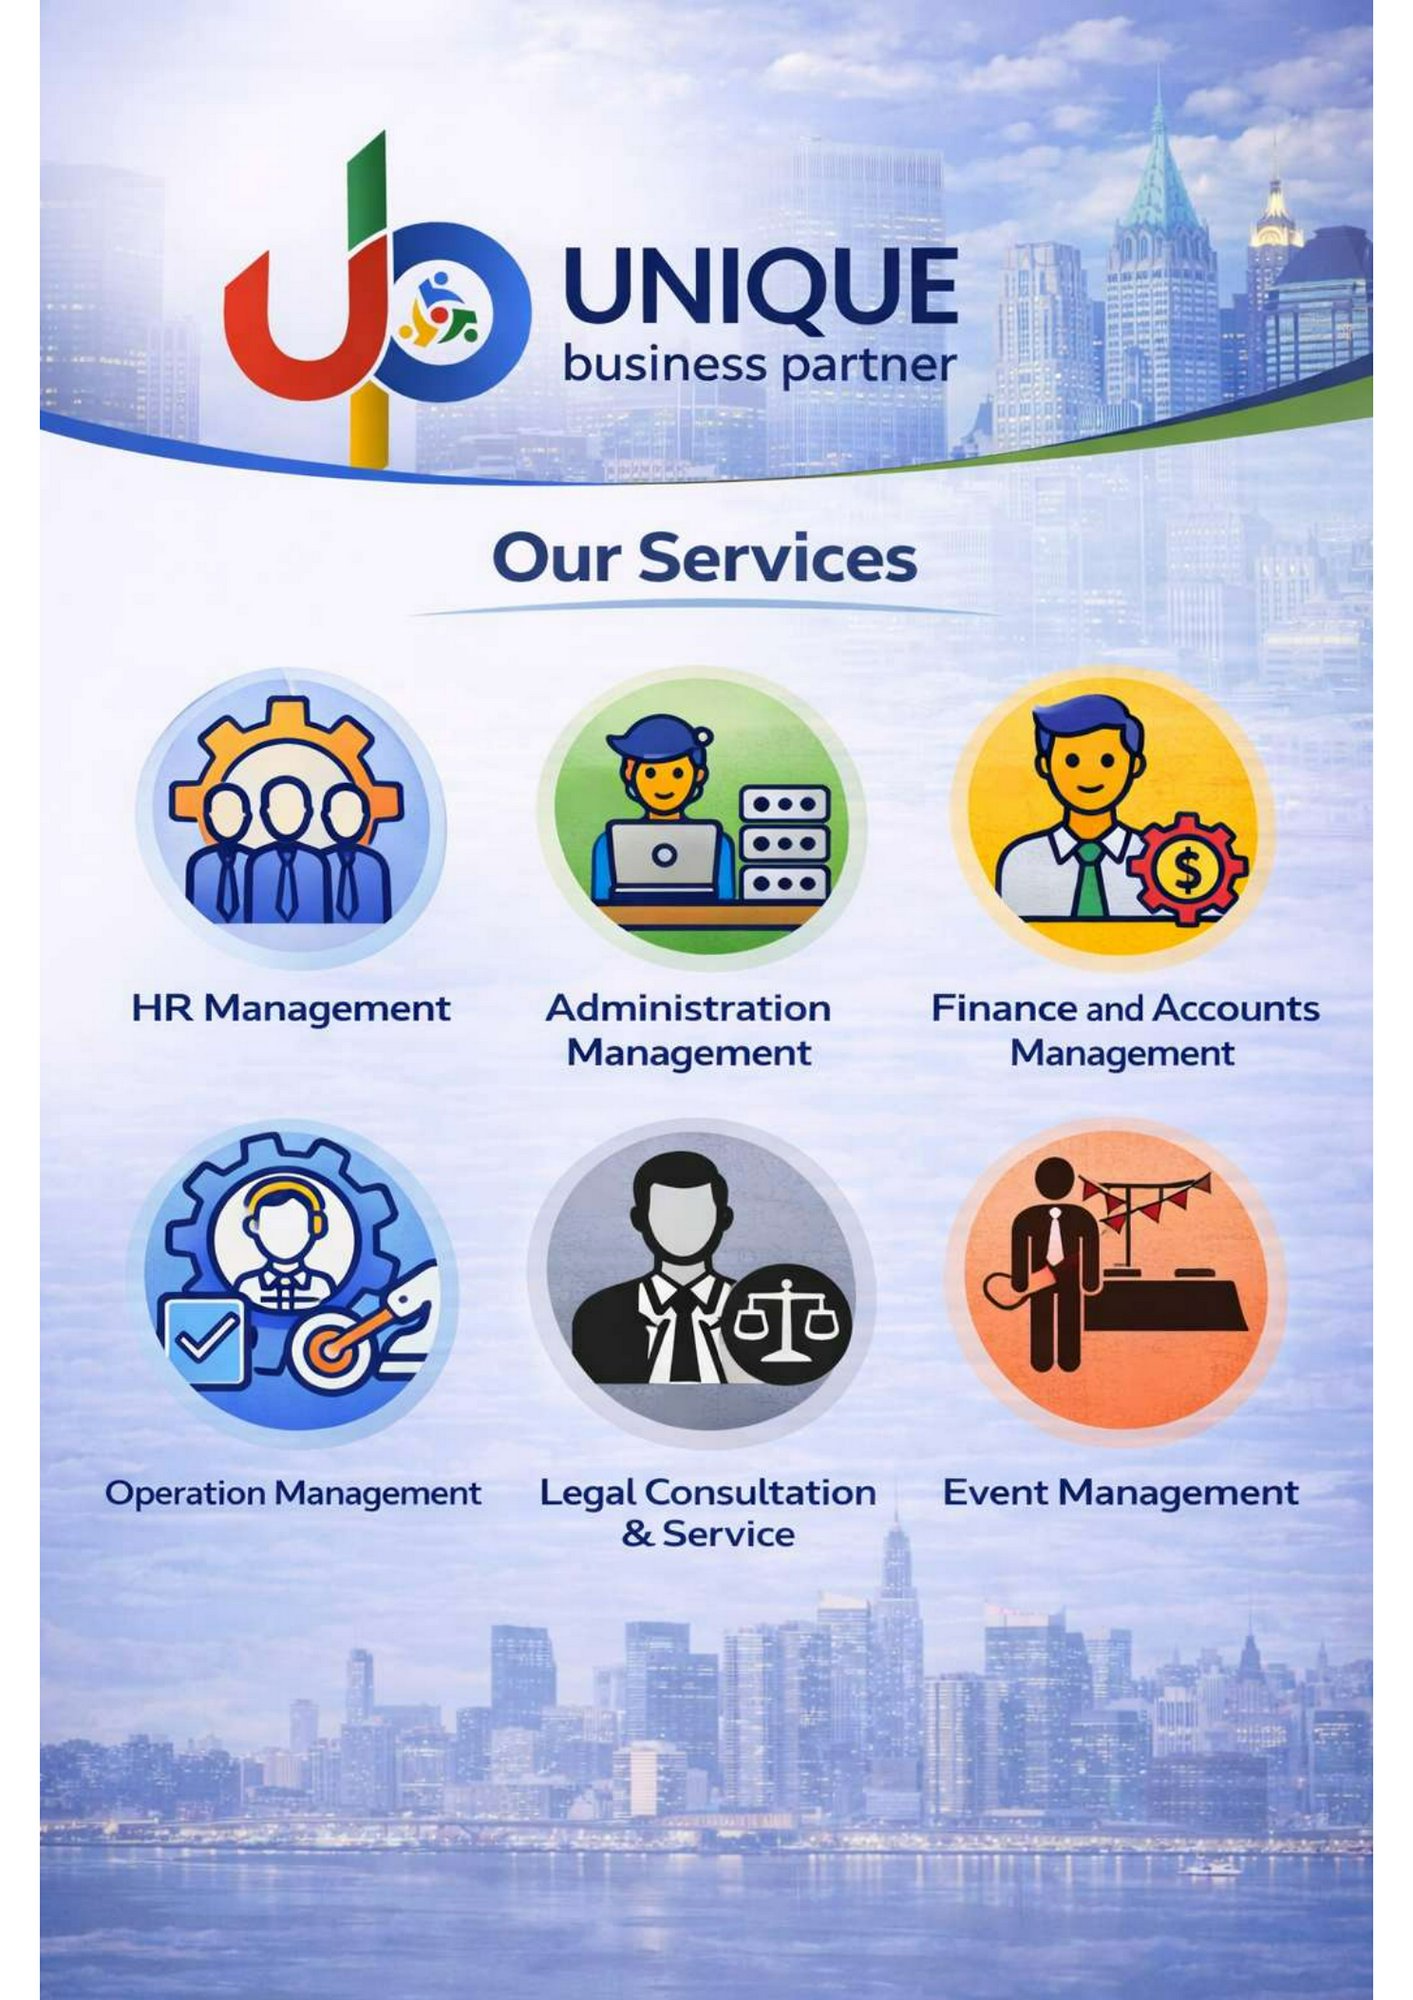 UNIQUE
business partner
Our Services
HR Management
Administration
Management
Finance and Accounts
Management
$
Operation Management
Legal Consultation
& Service
Event Management